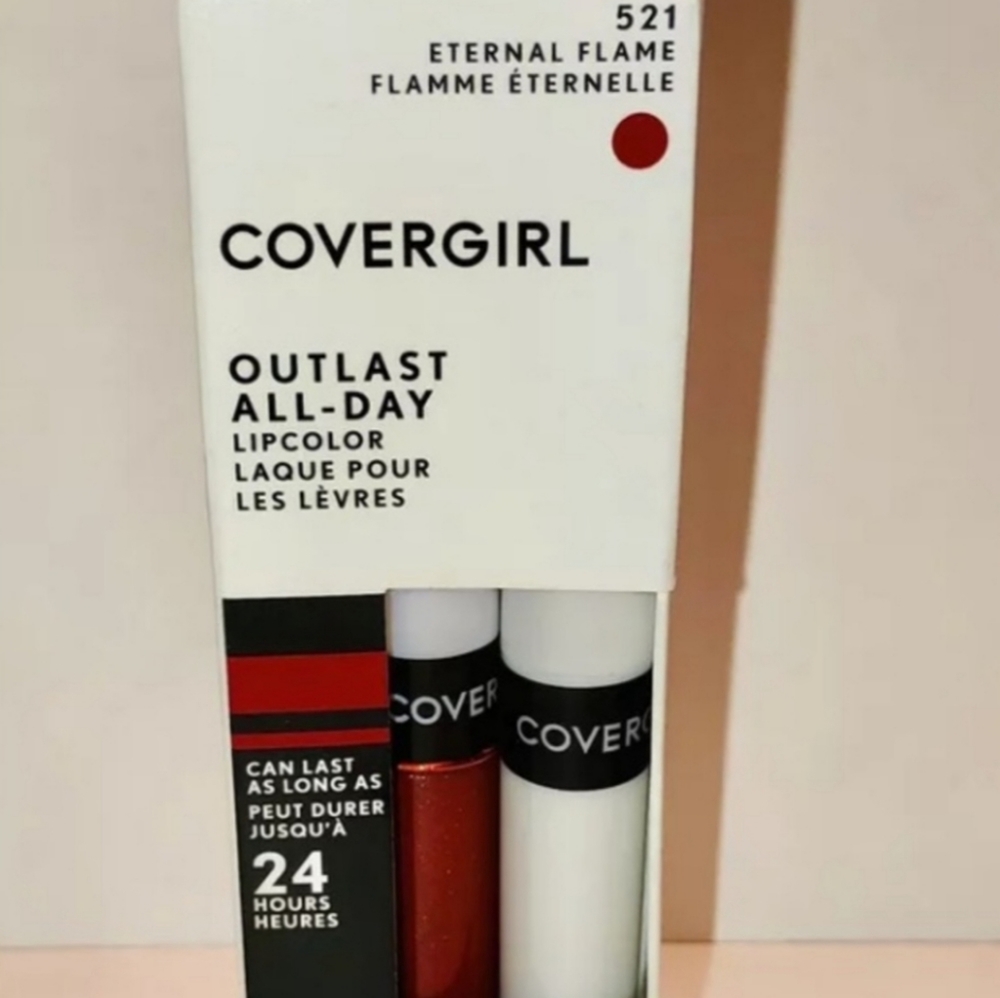 521
ETERNAL FLAME
FLAMME ÉTERNELLE
COVERGIRL
OUTLAST
ALL-DAY
LIPCOLOR
LAQUE POUR
LES LÈVRES
CAN LAST
AS LONG AS
PEUT DURER
JUSQU'À
24
HOURS
HEURES
COVER
COVERG